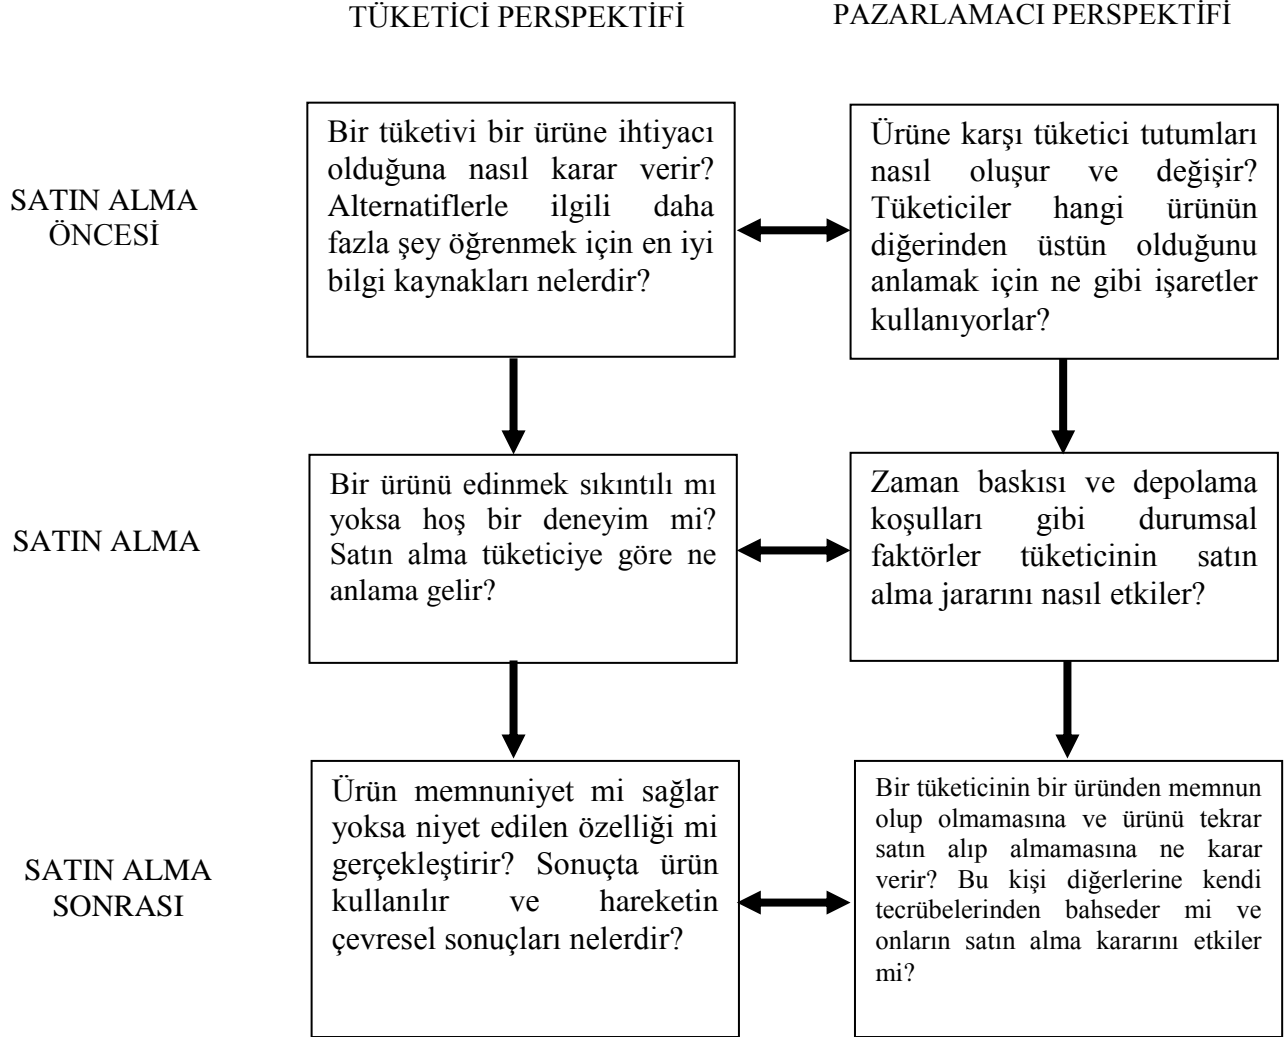 TÜKETİCİ PERSPEKTİFİ
PAZARLAMACI PERSPEKTİFİ
SATIN ALMA
ÖNCESİ
Bir tüketivi bir ürüne ihtiyacı
olduğuna nasıl karar verir?
Alternatiflerle ilgili daha
fazla şey öğrenmek için en iyi
bilgi kaynakları nelerdir?
Ürüne karşı tüketici tutumları
nasıl oluşur ve değişir?
Tüketiciler hangi ürünün
diğerinden üstün olduğunu
anlamak için ne gibi işaretler
kullanıyorlar?
SATIN ALMA
Bir ürünü edinmek sıkıntılı mı
yoksa hoş bir deneyim mi?
Satın alma tüketiciye göre ne
anlama gelir?
Zaman baskısı ve depolama
koşulları gibi durumsal
faktörler tüketicinin satın
alma jararını nasıl etkiler?
SATIN ALMA
SONRASI
Ürün memnuniyet mi sağlar
yoksa niyet edilen özelliği mi
gerçekleştirir? Sonuçta ürün
kullanılır ve hareketin
çevresel sonuçları nelerdir?
Bir tüketicinin bir üründen memnun
olup olmamasına ve ürünü tekrar
satın alıp almamasına ne karar
verir? Bu kişi diğerlerine kendi
tecrübelerinden bahseder mi ve
onların satın alma kararını etkiler
mi?